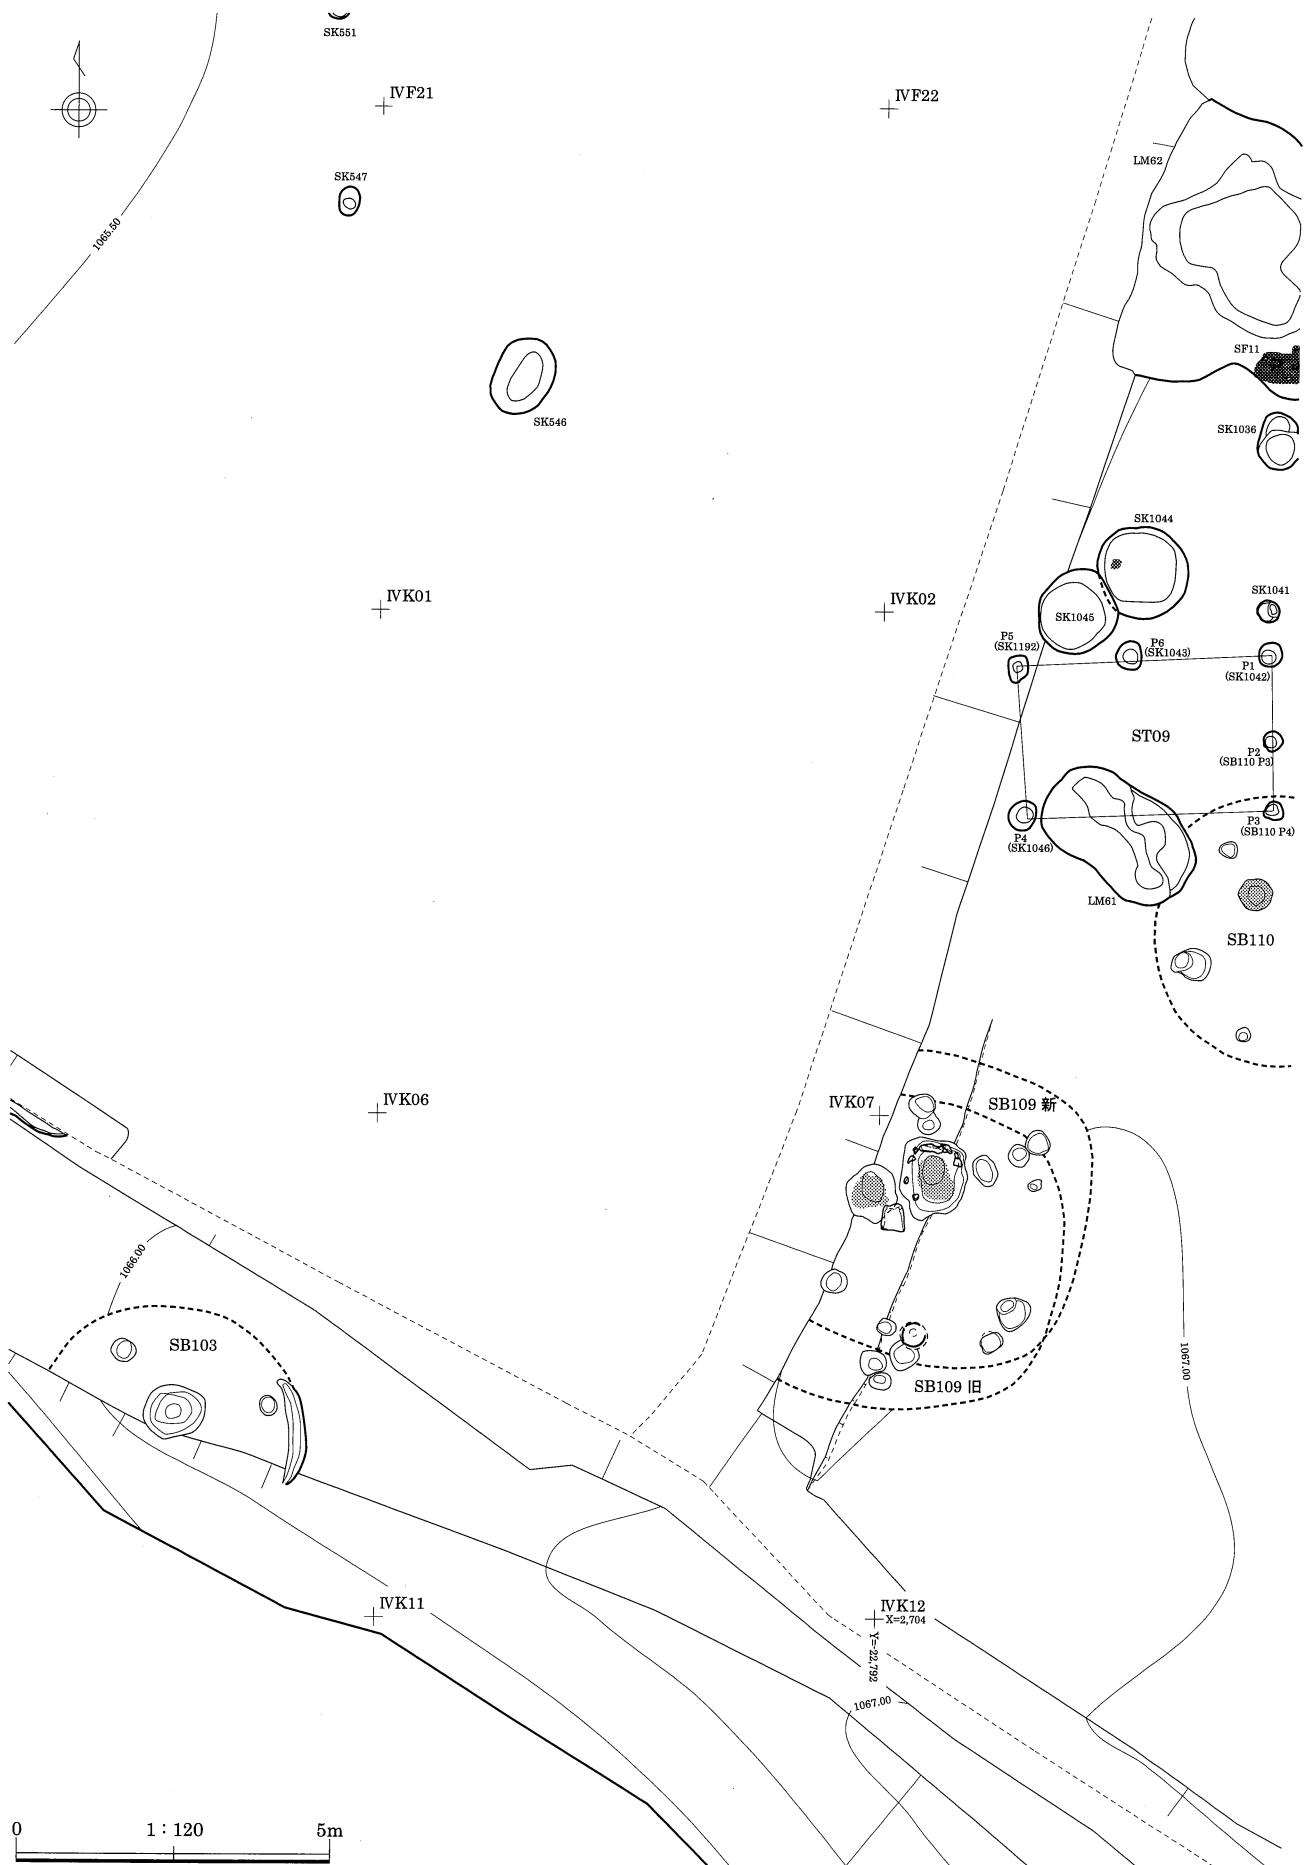 SK551
IVF21
IVF22
LM62
SK547
1065.50
SF11
SK546
SK1036
SK1044
IVK01
IVK02
SK1041
SK1045
P5
(SK1192)
P6
(SK1043)
P1
(SK1042)
ST09
P2
(SB110 P3)
P3
(SB110 P4)
P4
(SK1046)
LM61
SB110
IVK06
IVK07
SB109 新
1066.00
SB103
1067.00
SB109 旧
IVK11
IVK12
X=2,704
Y=-22,792
1067.00
0 1：120 5m